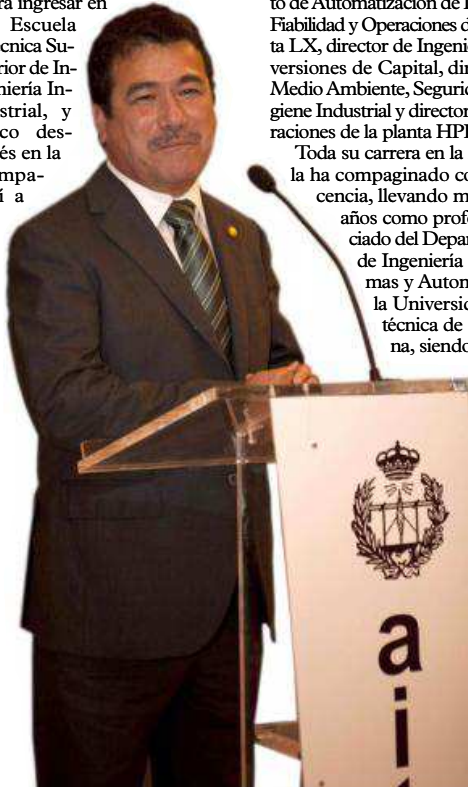 ra ingresar en
Escuela
cnica Su-
rior de In-
niería In-
strial, y
co des-
és en la
mpa-
í a
to de Automatización de
Fiabilidad y Operaciones d
ta LX, director de Ingeni
versiones de Capital, di
Medio Ambiente, Segurid
giene Industrial y director
raciones de la planta HP
Toda su carrera en la
la ha compaginado co
cencia, llevando m
años como profe
ciado del Depar
de Ingeniería
mas y Auton
la Universid
técnica de
na, siendo
a
i